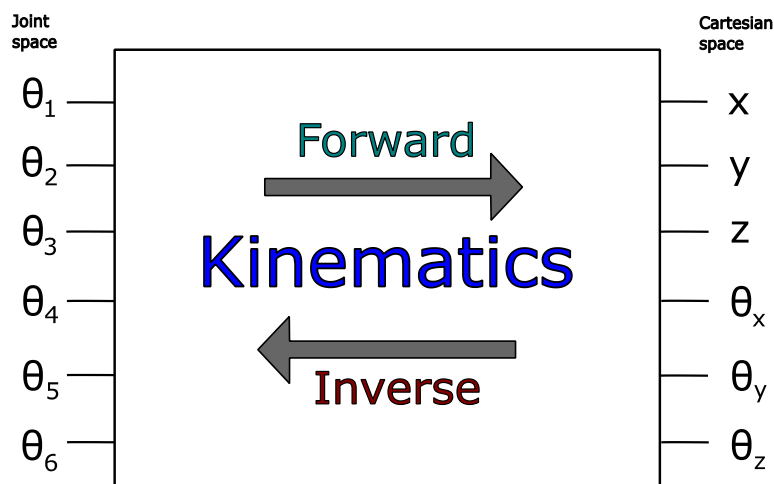 Joint
space
Cartesian
space
θ1
x
Forward
θ2
y
θ3
z
Kinematics
θ4
θx
θ5
θy
Inverse
θ6
θz